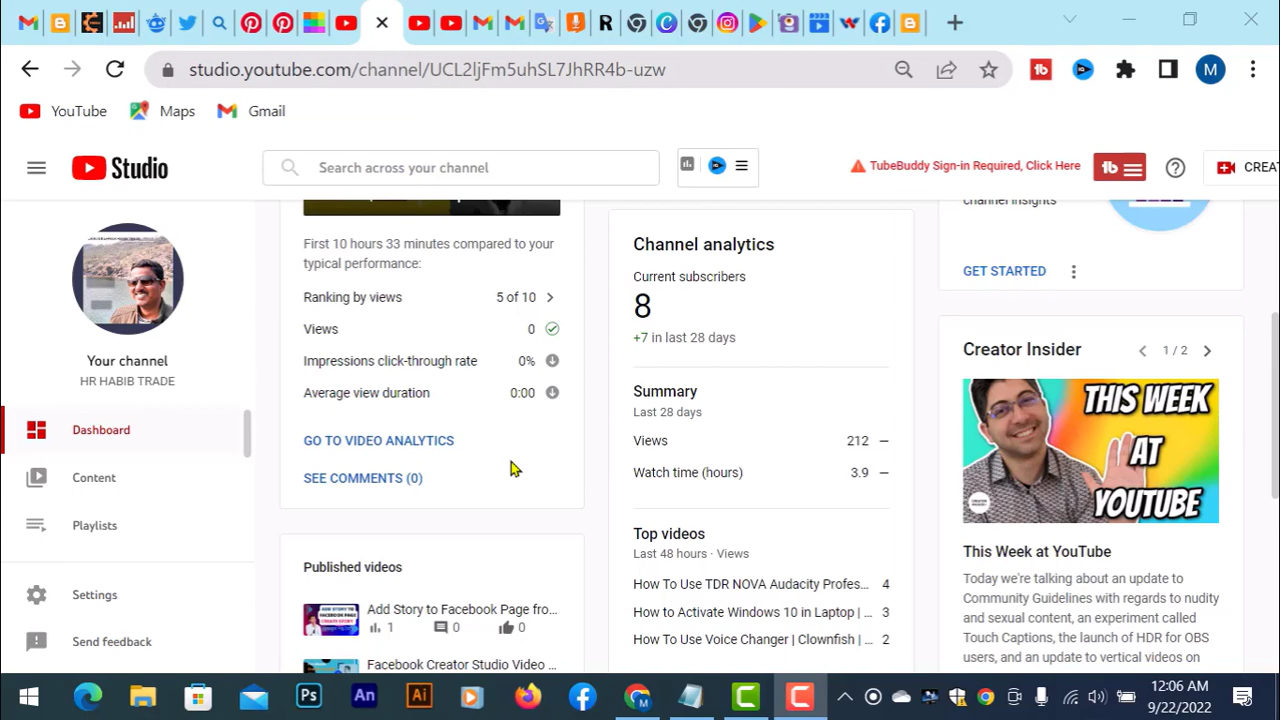 studio.youtube.com/channel/UCL2ljFm5uhSL7JhRR4b-uzw
M
YouTube
Maps
Gmail
Studio
Search across your channel
TubeBuddy Sign-in Required, Click Here
tb
CREA
Your channel
HR HABIB TRADE
Dashboard
Content
Playlists
Settings
Send feedback
First 10 hours 33 minutes compared to your
typical performance:
Ranking by views 5 of 10
Views 0
Impressions click-through rate 0%
Average view duration 0:00
GO TO VIDEO ANALYTICS
SEE COMMENTS (0)
Published videos
Add Story to Facebook Page fro...
1 0 0
Facebook Creator Studio Video ...
Channel analytics
Current subscribers
8
+7 in last 28 days
Summary
Last 28 days
Views 212 —
Watch time (hours) 3.9 —
Top videos
Last 48 hours · Views
How To Use TDR NOVA Audacity Profes... 4
How to Activate Windows 10 in Laptop | ... 3
How To Use Voice Changer | Clownfish | ... 2
channel insights
GET STARTED
Creator Insider
1 / 2
THIS WEEK
AT
YOUTUBE
This Week at YouTube
Today we're talking about an update to
Community Guidelines with regards to nudity
and sexual content, an experiment called
Touch Captions, the launch of HDR for OBS
users, and an update to vertical videos on
Ps
An
Ai
12:06 AM
9/22/2022